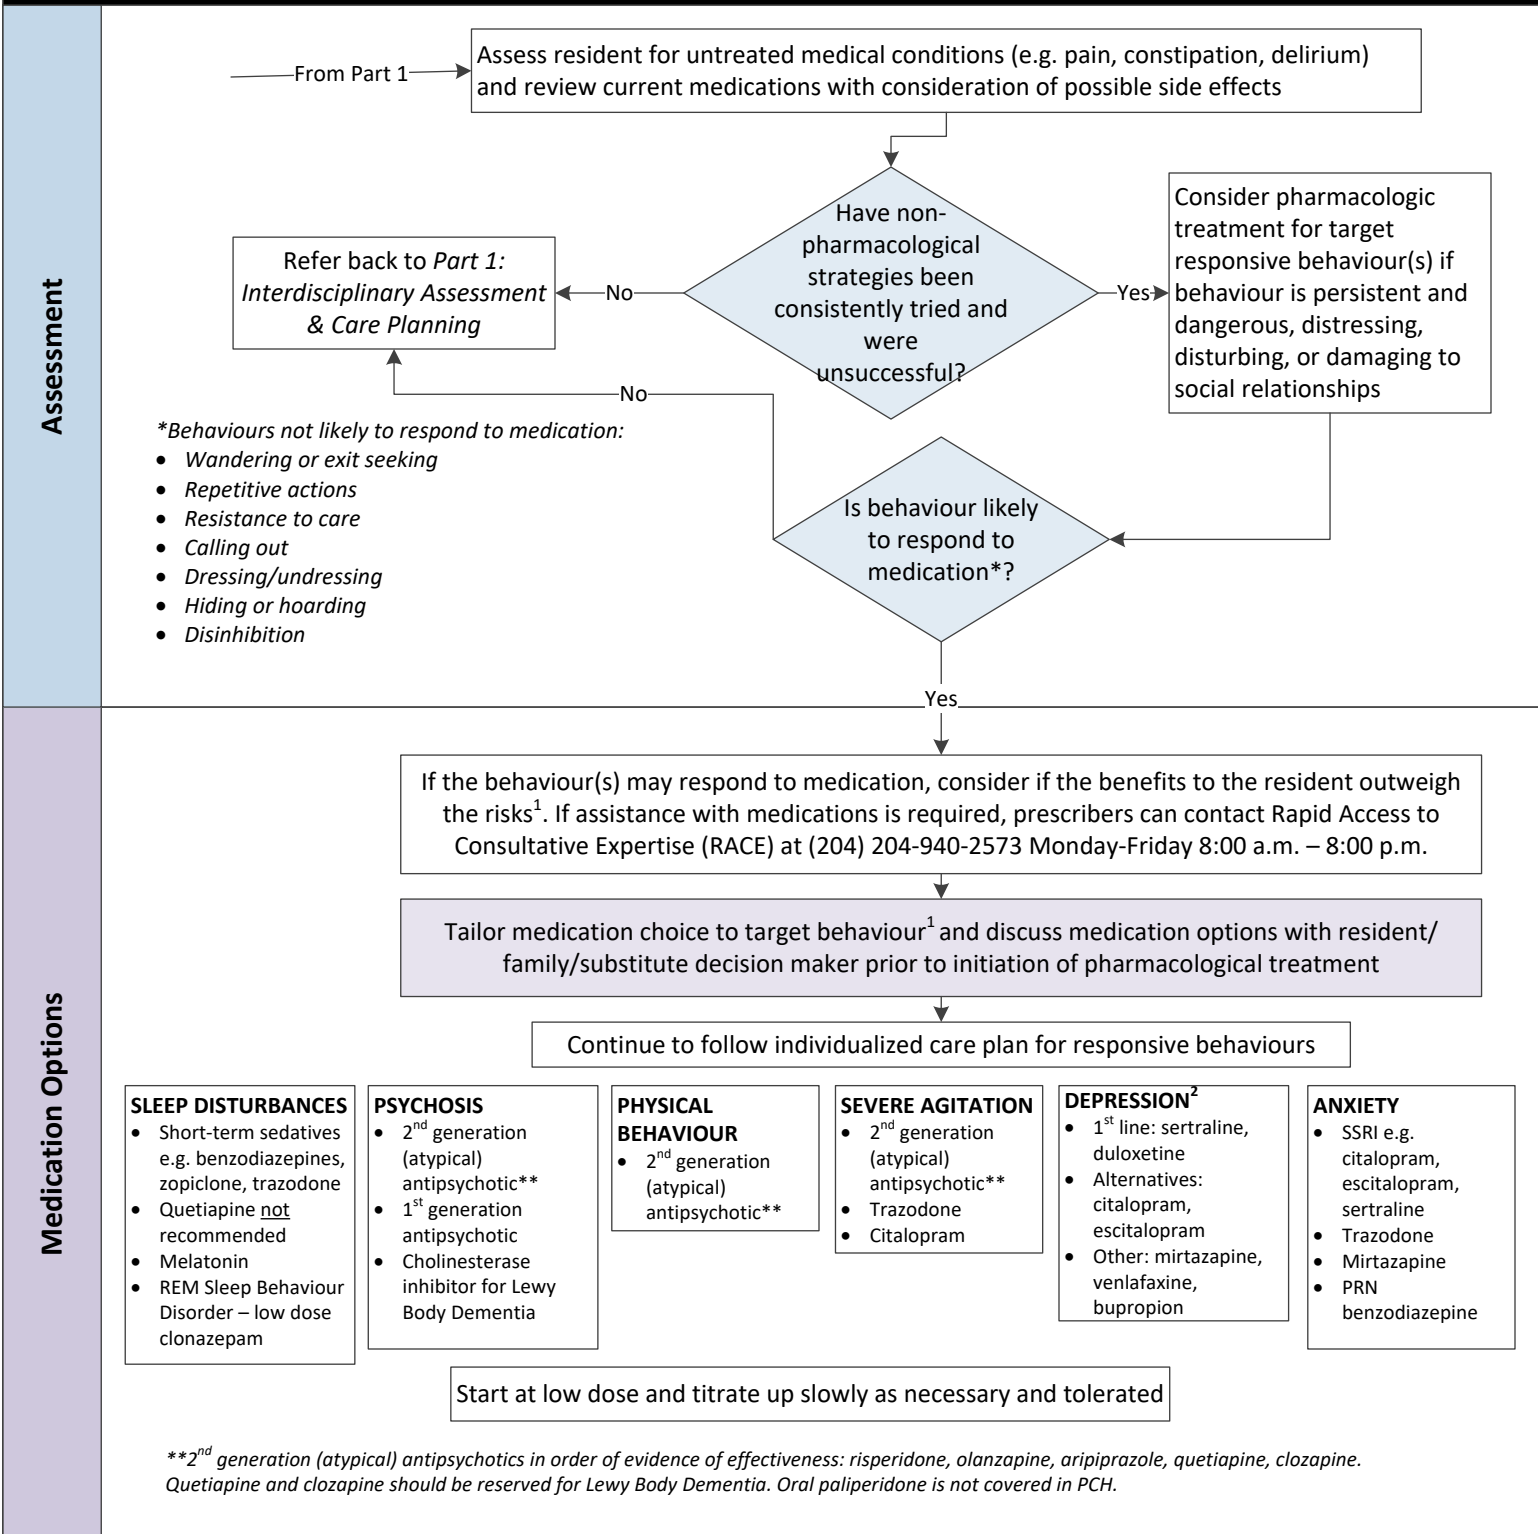 Assessment
From Part 1
Assess resident for untreated medical conditions (e.g. pain, constipation, delirium)
and review current medications with consideration of possible side effects
Have non-
pharmacological
strategies been
consistently tried and
were
unsuccessful?
No
Refer back to Part 1:
Interdisciplinary Assessment
& Care Planning
Yes
Consider pharmacologic
treatment for target
responsive behaviour(s) if
behaviour is persistent and
dangerous, distressing,
disturbing, or damaging to
social relationships
No
Is behaviour likely
to respond to
medication*?
*Behaviours not likely to respond to medication:
• Wandering or exit seeking
• Repetitive actions
• Resistance to care
• Calling out
• Dressing/undressing
• Hiding or hoarding
• Disinhibition
Yes
Medication Options
If the behaviour(s) may respond to medication, consider if the benefits to the resident outweigh
the risks1. If assistance with medications is required, prescribers can contact Rapid Access to
Consultative Expertise (RACE) at (204) 204-940-2573 Monday-Friday 8:00 a.m. – 8:00 p.m.
Tailor medication choice to target behaviour1 and discuss medication options with resident/
family/substitute decision maker prior to initiation of pharmacological treatment
Continue to follow individualized care plan for responsive behaviours
SLEEP DISTURBANCES
• Short-term sedatives
e.g. benzodiazepines,
zopiclone, trazodone
• Quetiapine not
recommended
• Melatonin
• REM Sleep Behaviour
Disorder – low dose
clonazepam
PSYCHOSIS
• 2nd generation
(atypical)
antipsychotic**
• 1st generation
antipsychotic
• Cholinesterase
inhibitor for Lewy
Body Dementia
PHYSICAL
BEHAVIOUR
• 2nd generation
(atypical)
antipsychotic**
SEVERE AGITATION
• 2nd generation
(atypical)
antipsychotic**
• Trazodone
• Citalopram
DEPRESSION2
• 1st line: sertraline,
duloxetine
• Alternatives:
citalopram,
escitalopram
• Other: mirtazapine,
venlafaxine,
bupropion
ANXIETY
• SSRI e.g.
citalopram,
escitalopram,
sertraline
• Trazodone
• Mirtazapine
• PRN
benzodiazepine
Start at low dose and titrate up slowly as necessary and tolerated
**2nd generation (atypical) antipsychotics in order of evidence of effectiveness: risperidone, olanzapine, aripiprazole, quetiapine, clozapine.
Quetiapine and clozapine should be reserved for Lewy Body Dementia. Oral paliperidone is not covered in PCH.